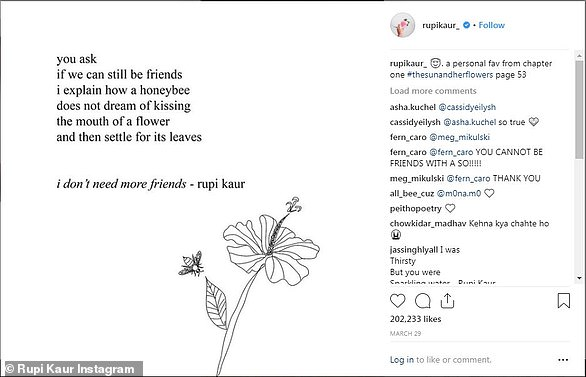 you ask
if we can still be friends
i explain how a honeybee
does not dream of kissing
the mouth of a flower
and then settle for its leaves
i don't need more friends - rupi kaur
© Rupi Kaur Instagram
rupikaur_ • Follow
rupikaur_ . a personal fav from chapter
one #thesunandherflowers page 53
Load more comments
asha.kuchel @cassidyeilysh
cassidyeilysh @asha.kuchel so true
fern_caro @meg_mikulski
fern_caro @fern_caro YOU CANNOT BE
FRIENDS WITH A SO!!!!!
meg_mikulski @fern_caro THANK YOU
all_bee_cuz @m0na.m0
peithopoetry
chowkidar_madhav Kehna kya chahte ho
jassinghlyall I was
Thirsty
But you were
Sparkling water - Rupi Kaur
202,233 likes
MARCH 29
Log in to like or comment.